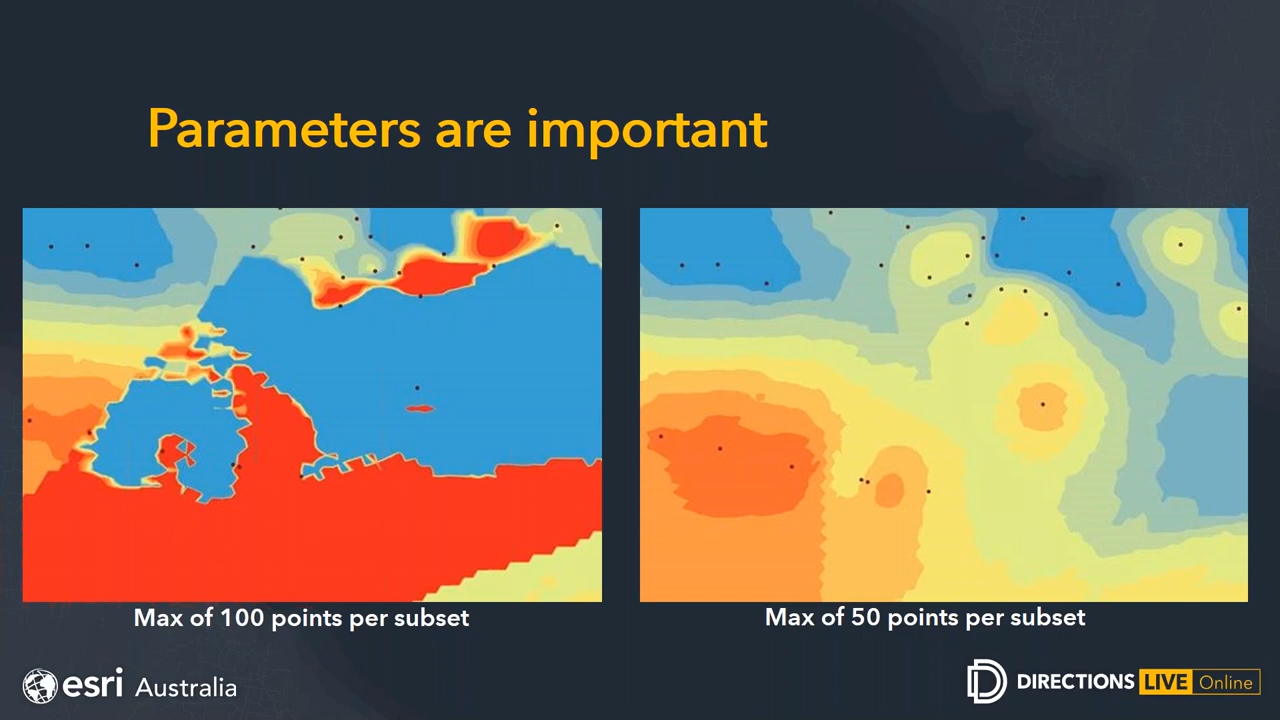 Parameters are important
Max of 100 points per subset
Max of 50 points per subset
esri Australia
DIRECTIONS LIVE Online